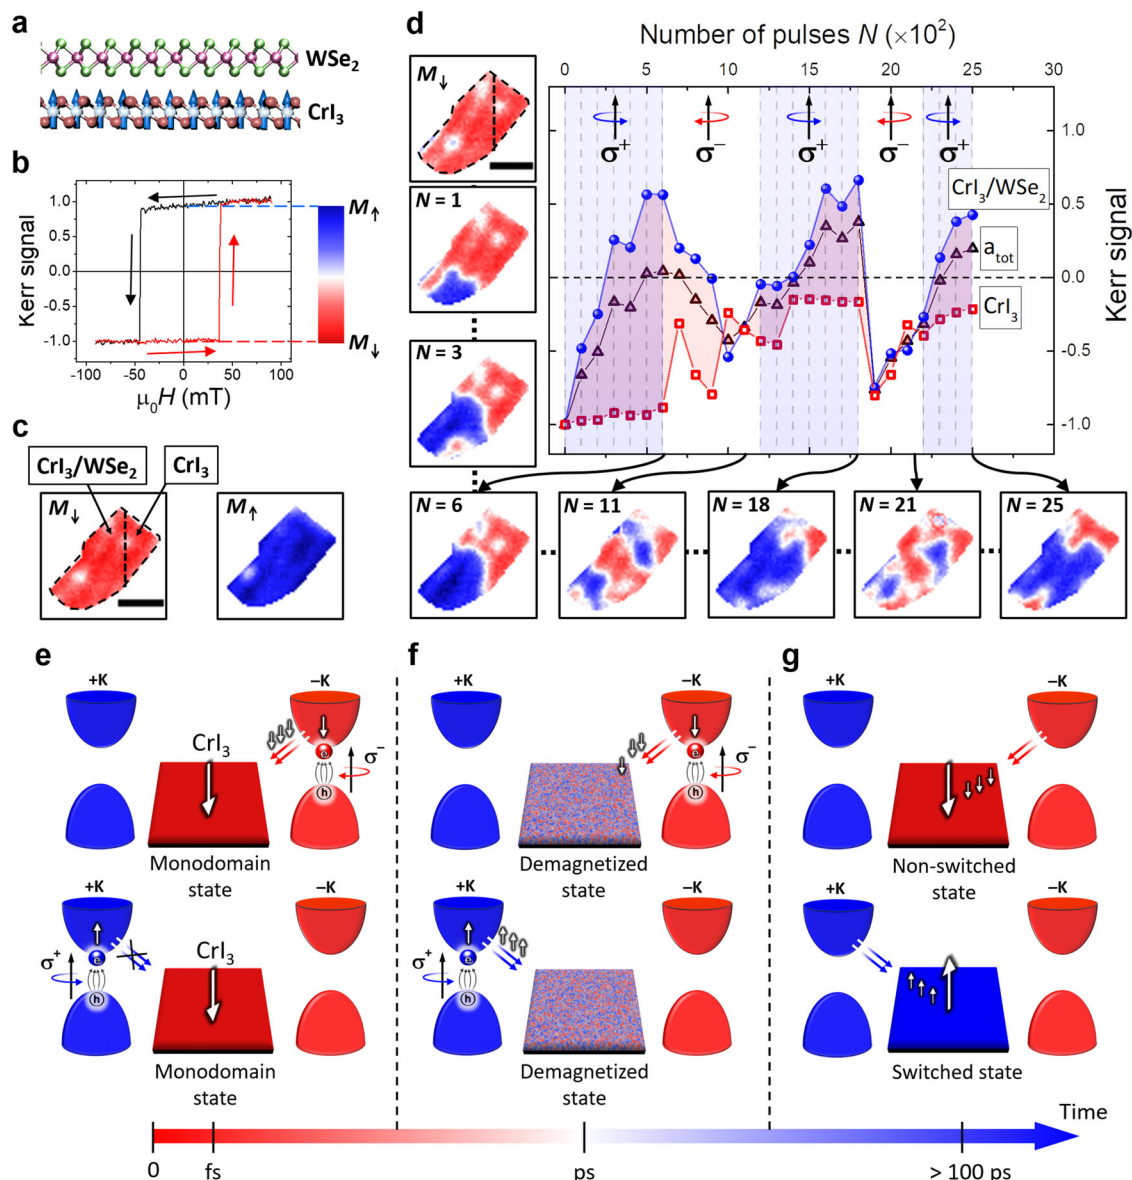 a
WSe₂
CrI₃
b
Kerr signal
1.0
0.5
0.0
-0.5
-1.0
-100 -50 0 50 100
μ₀H (mT)
M↑
M↓
c
CrI₃/WSe₂
CrI₃
M↓
M↑
d
Number of pulses N (×10²)
0 5 10 15 20 25 30
M↓
N = 1
N = 3
σ⁺
σ⁻
σ⁺
σ⁻
σ⁺
CrI₃/WSe₂
a_tot
CrI₃
1.0
0.5
0.0
-0.5
-1.0
Kerr signal
N = 6
N = 11
N = 18
N = 21
N = 25
e
+K
–K
CrI₃
e
h
σ⁻
Monodomain
state
+K
–K
σ⁺
e
h
CrI₃
Monodomain
state
f
+K
–K
e
h
σ⁻
Demagnetized
state
+K
–K
σ⁺
e
h
Demagnetized
state
g
+K
–K
Non-switched
state
+K
–K
Switched state
Time
0
fs
ps
> 100 ps